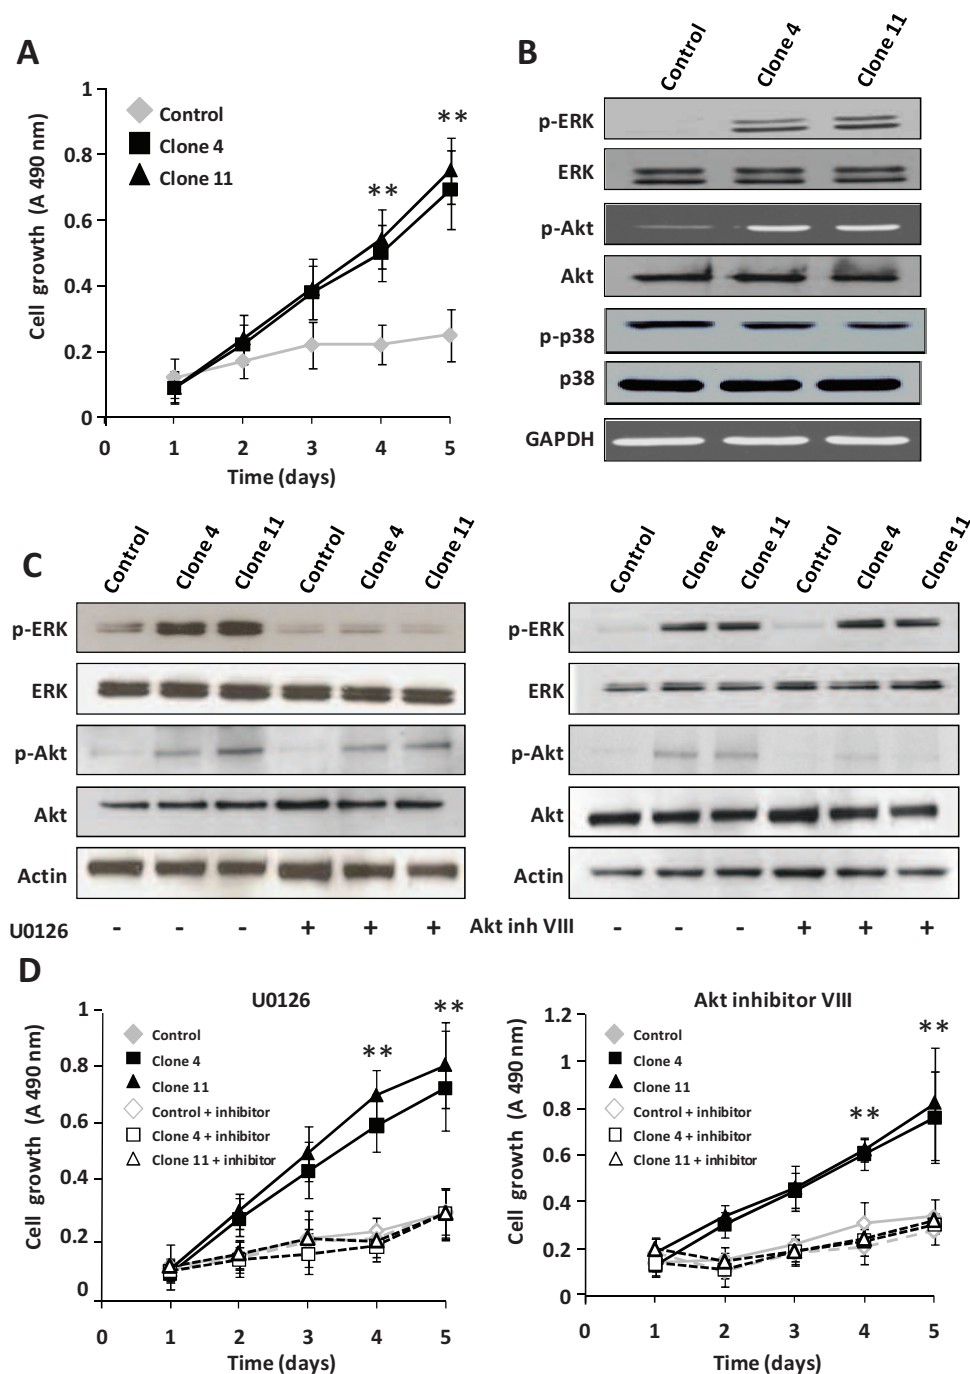 A
Cell growth (A 490 nm)
1
0.8
0.6
0.4
0.2
0
Control
Clone 4
Clone 11
**
**
0 1 2 3 4 5
Time (days)
B
Control Clone 4 Clone 11
p-ERK
ERK
p-Akt
Akt
p-p38
p38
GAPDH
C
Control Clone 4 Clone 11 Control Clone 4 Clone 11
p-ERK
ERK
p-Akt
Akt
Actin
U0126 - - - + + +
Control Clone 4 Clone 11 Control Clone 4 Clone 11
p-ERK
ERK
p-Akt
Akt
Actin
Akt inh VIII - - - + + +
D
U0126
Cell growth (A 490 nm)
1
0.8
0.6
0.4
0.2
0
0
Control
Clone 4
Clone 11
Control + inhibitor
Clone 4 + inhibitor
Clone 11 + inhibitor
**
**
0 1 2 3 4 5
Time (days)
Akt inhibitor VIII
Cell growth (A 490 nm)
1.2
1
0.8
0.6
0.4
0.2
0
Control
Clone 4
Clone 11
Control + inhibitor
Clone 4 + inhibitor
Clone 11 + inhibitor
**
**
0 1 2 3 4 5
Time (days)